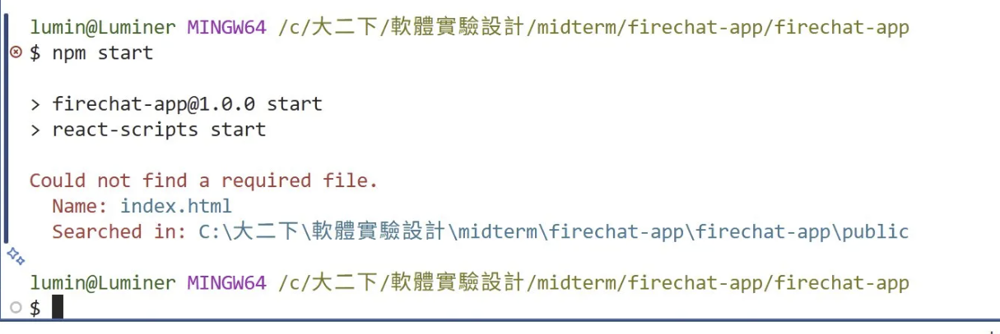 lumin@Luminer MINGW64 /c/大二下/軟體實驗設計/midterm/firechat-app/firechat-app
$ npm start
> firechat-app@1.0.0 start
> react-scripts start
Could not find a required file.
Name: index.html
Searched in: C:\大二下\軟體實驗設計\midterm\firechat-app\firechat-app\public
lumin@Luminer MINGW64 /c/大二下/軟體實驗設計/midterm/firechat-app/firechat-app
$